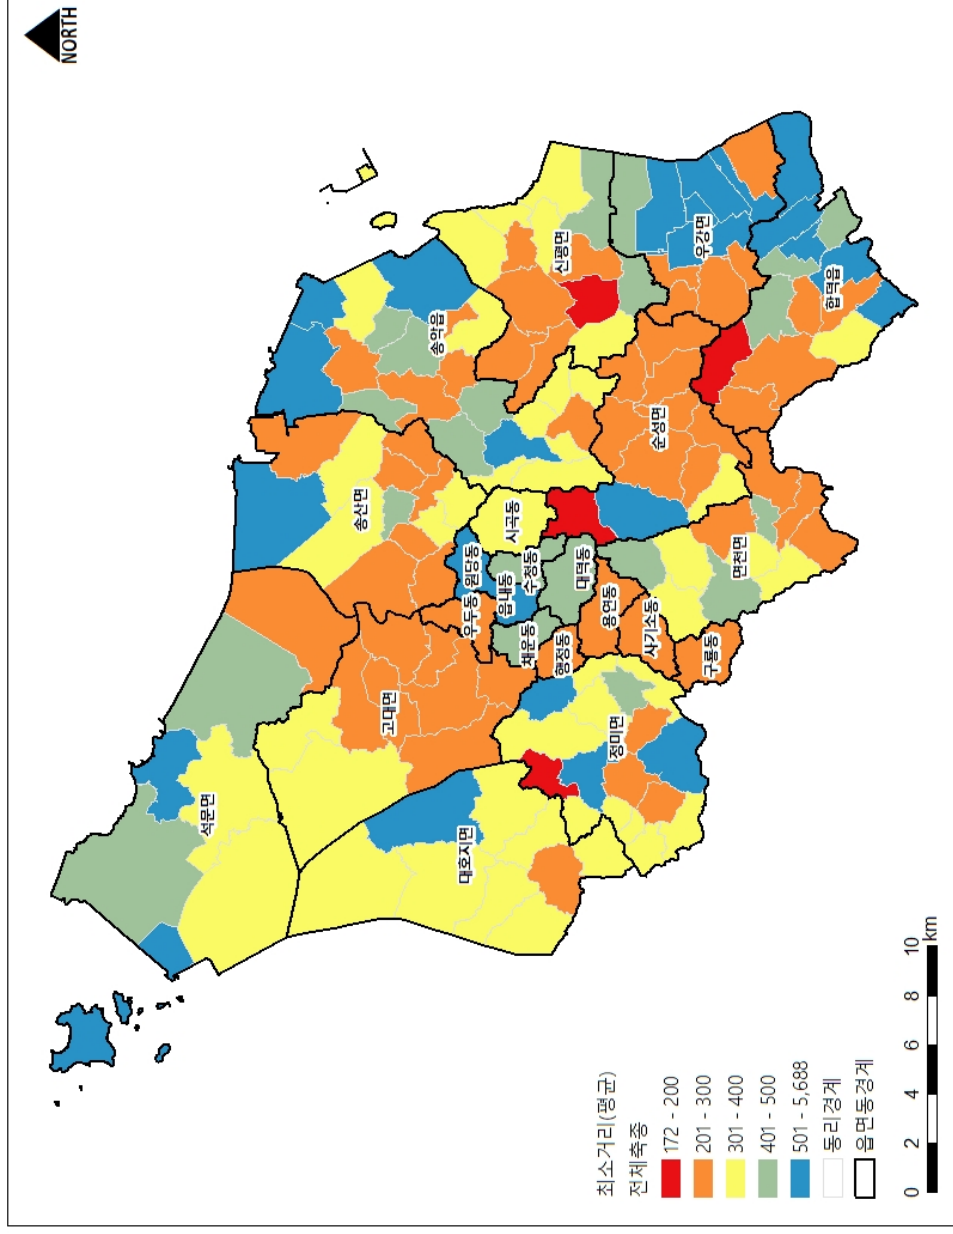 NORTH
석문면
대호지면
고대면
송산면
송악읍
신평면
우강면
합덕읍
순성면
면천면
정미면
시곡동
원당동
우두동
읍내동
수청동
채운동
대덕동
행정동
용연동
사기소동
구룡동
최소거리(평균)
전체축종
172 - 200
201 - 300
301 - 400
401 - 500
501 - 5,688
동리경계
읍면동경계
0 2 4 6 8 10
km